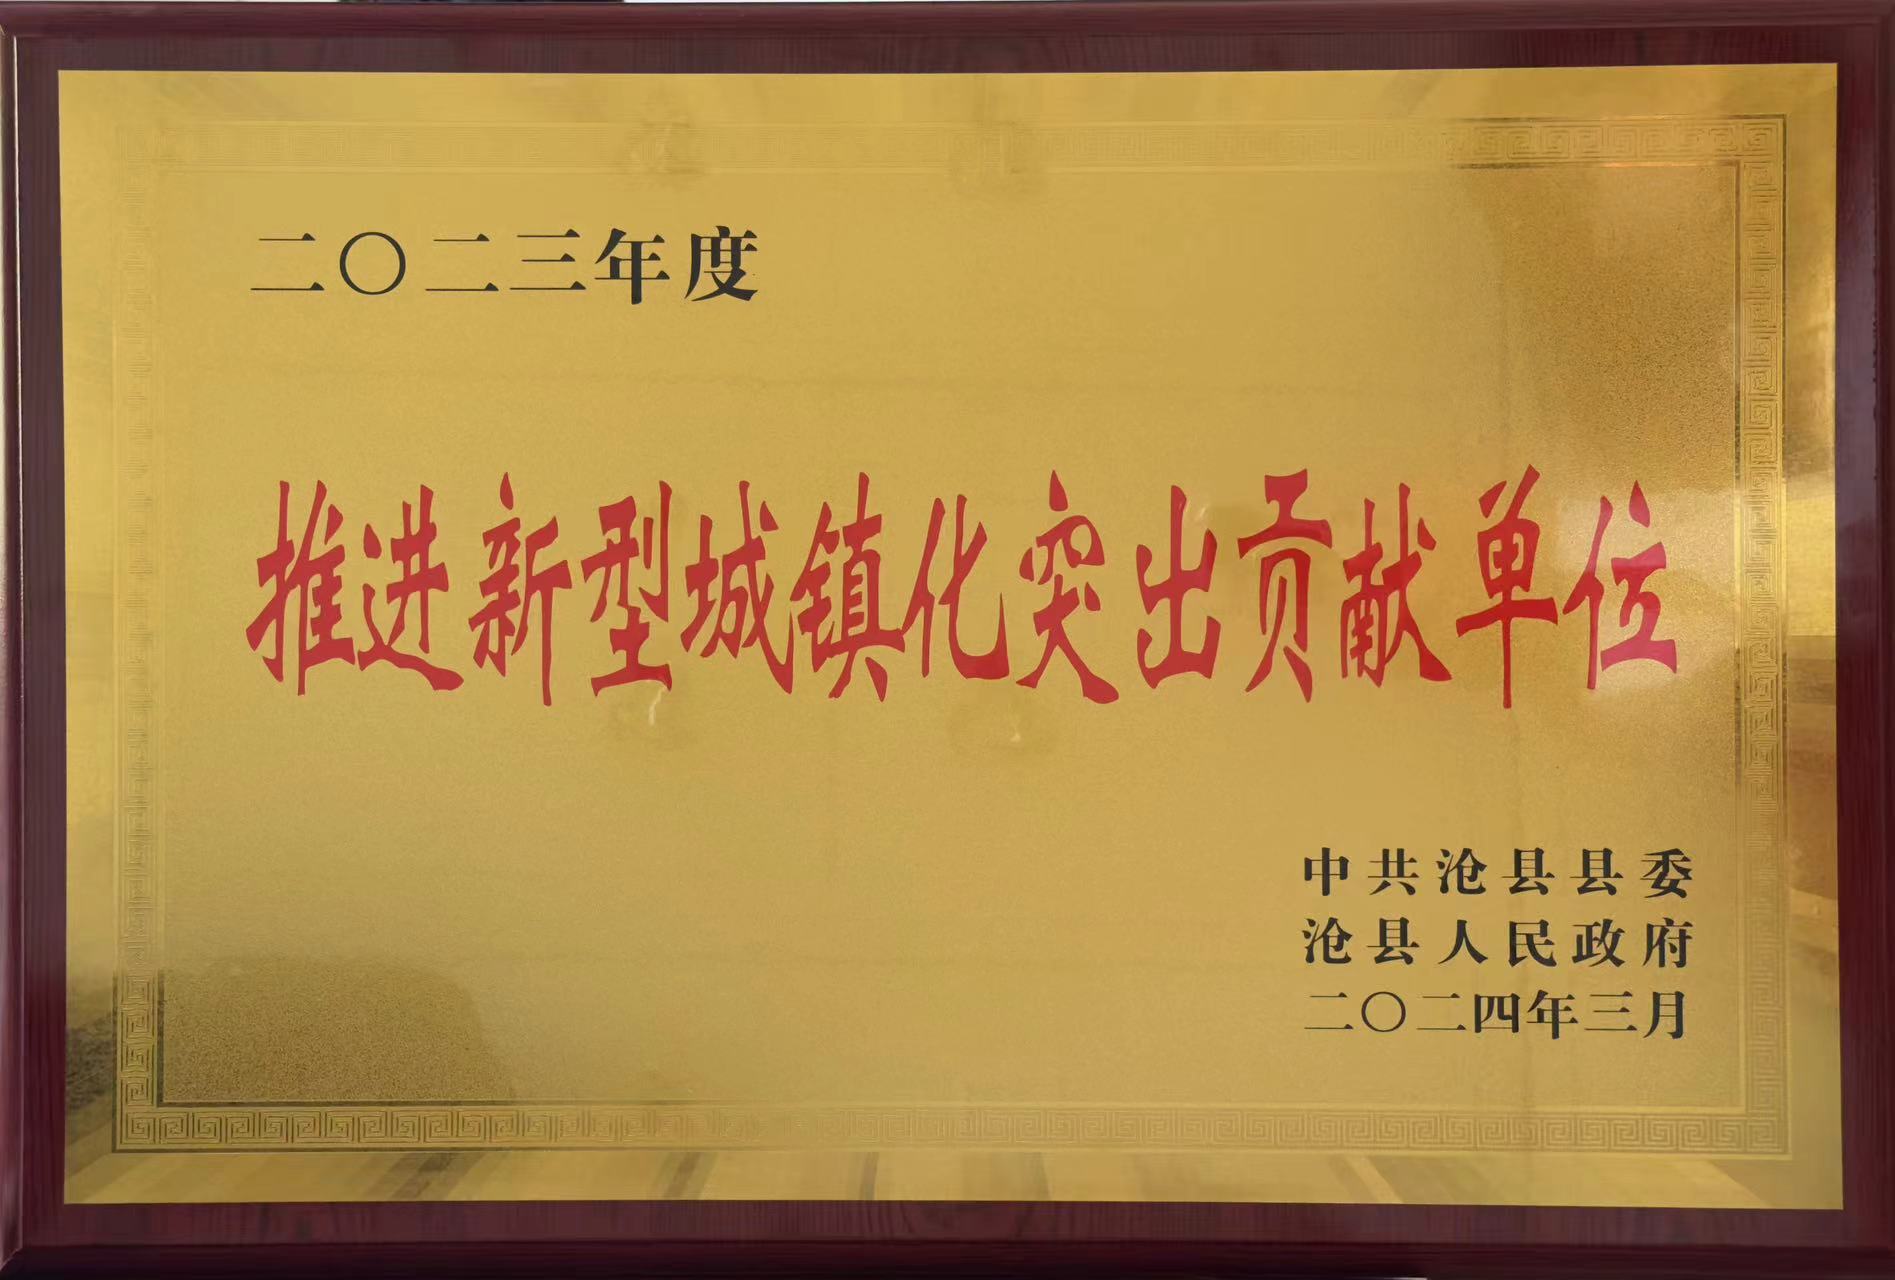 二〇二三年度
推进新型城镇化突出贡献单位
中共沧县县委
沧县人民政府
二〇二四年三月